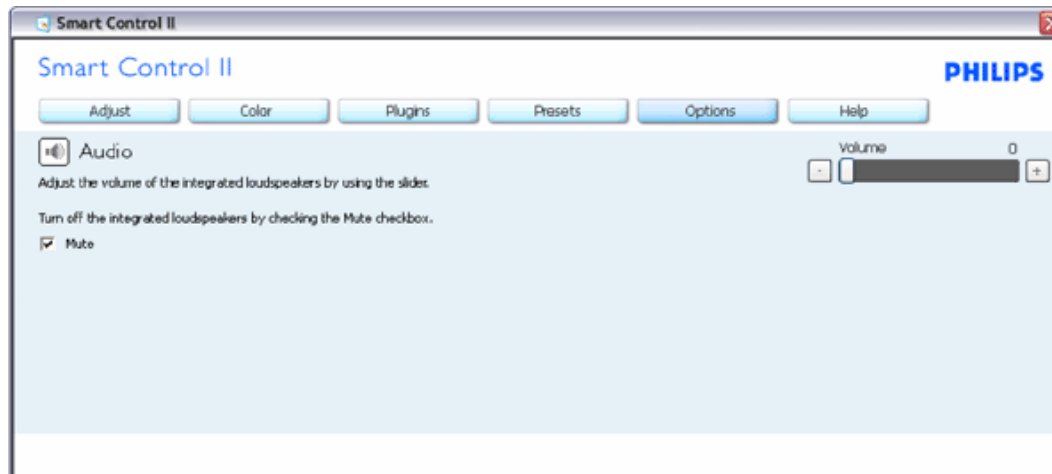 Smart Control II
Smart Control II
PHILIPS
Adjust Color Plugins Presets Options Help
Audio
Volume 0
- +
Adjust the volume of the integrated loudspeakers by using the slider.
Turn off the integrated loudspeakers by checking the Mute checkbox.
Mute